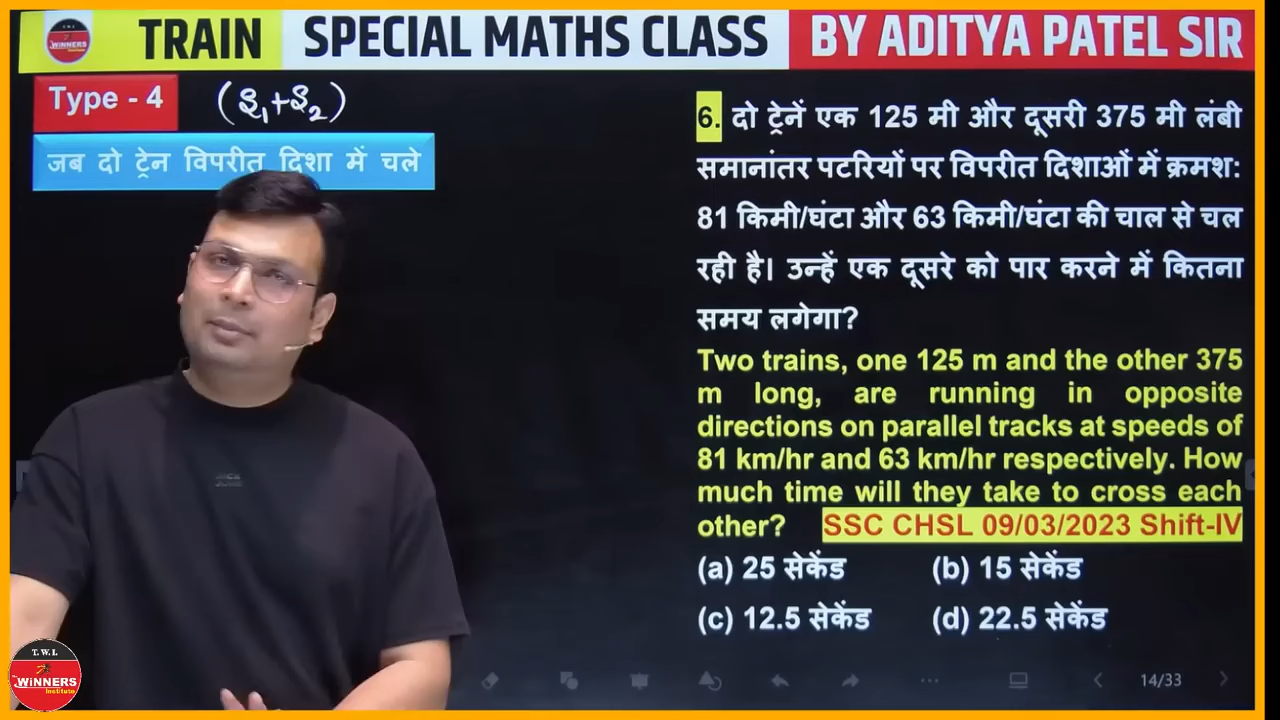 WiNNERS
Institute
TRAIN
SPECIAL MATHS CLASS
BY ADITYA PATEL SIR
Type - 4
(S₁+S₂)
जब दो ट्रेन विपरीत दिशा में चले
6. दो ट्रेनें एक 125 मी और दूसरी 375 मी लंबी
समानांतर पटरियों पर विपरीत दिशाओं में क्रमश:
81 किमी/घंटा और 63 किमी/घंटा की चाल से चल
रही है। उन्हें एक दूसरे को पार करने में कितना
समय लगेगा?
Two trains, one 125 m and the other 375
m long, are running in opposite
directions on parallel tracks at speeds of
81 km/hr and 63 km/hr respectively. How
much time will they take to cross each
other? SSC CHSL 09/03/2023 Shift-IV
(a) 25 सेकेंड (b) 15 सेकेंड
(c) 12.5 सेकेंड (d) 22.5 सेकेंड
14/33
T.W.I.
The WiNNERS
Institute